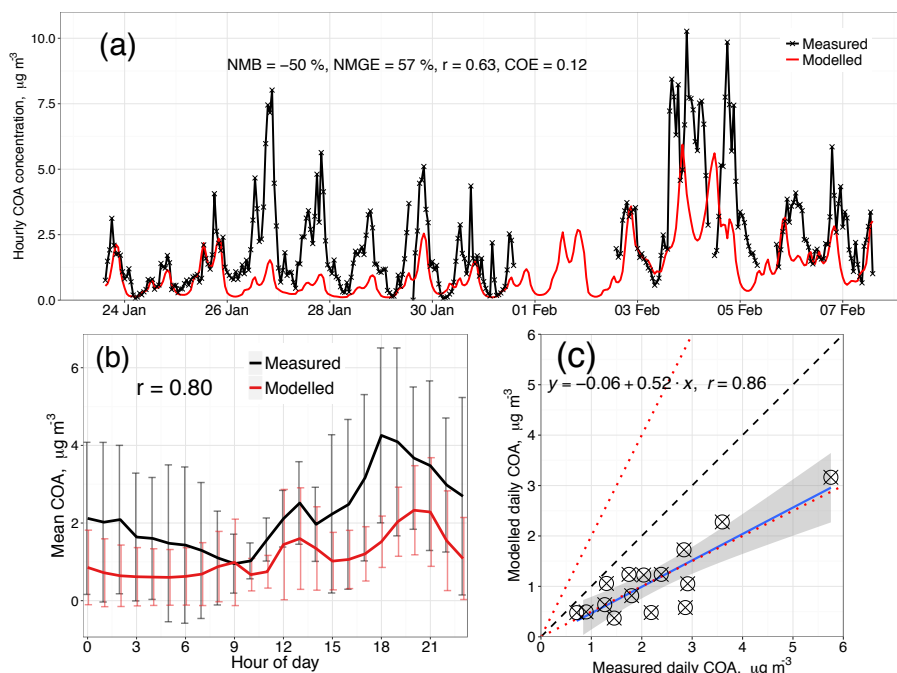 (a)
NMB = −50 %, NMGE = 57 %, r = 0.63, COE = 0.12
Measured
Modelled
Hourly COA concentration, μg m⁻³
10.0
7.5
5.0
2.5
0.0
24 Jan 26 Jan 28 Jan 30 Jan 01 Feb 03 Feb 05 Feb 07 Feb
(b)
r = 0.80
Measured
Modelled
Mean COA, μg m⁻³
6
4
2
0
0 3 6 9 12 15 18 21
Hour of day
(c)
y = −0.06 + 0.52 · x, r = 0.86
Modelled daily COA, μg m⁻³
6
5
4
3
2
1
0
0 1 2 3 4 5 6
Measured daily COA, μg m⁻³